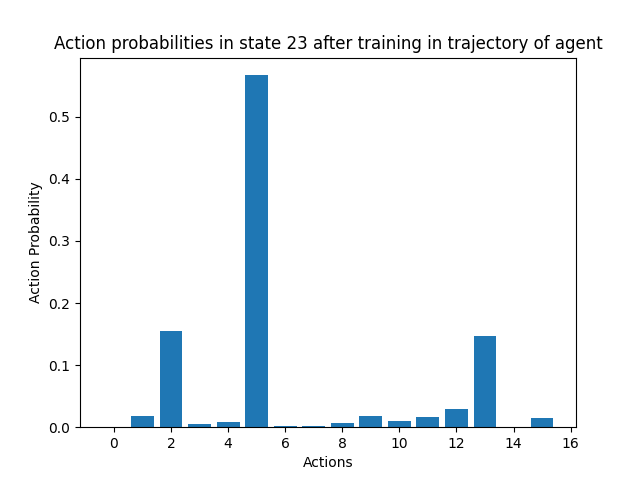 Action probabilities in state 23 after training in trajectory of agent
Action Probability
0.5
0.4
0.3
0.2
0.1
0.0
0 2 4 6 8 10 12 14 16
Actions